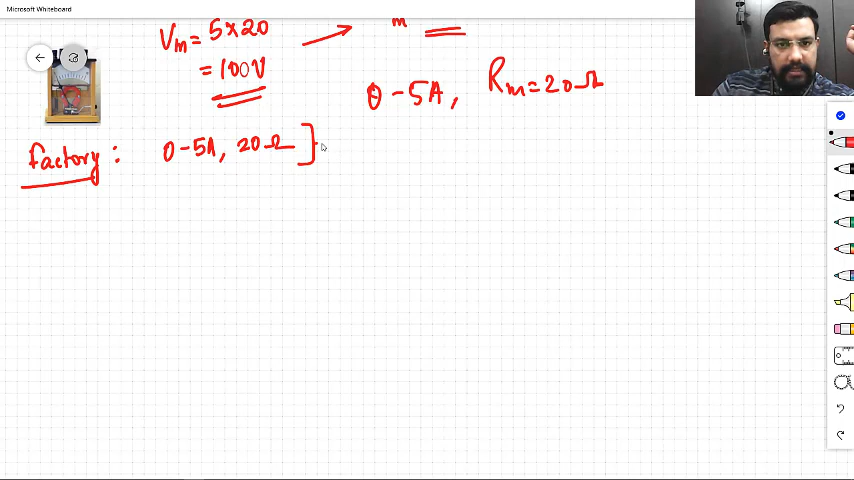 Microsoft Whiteboard
Vm = 5×20
= 100V
m
0 - 5A, Rm = 20Ω
Factory : 0 - 5A, 20Ω }